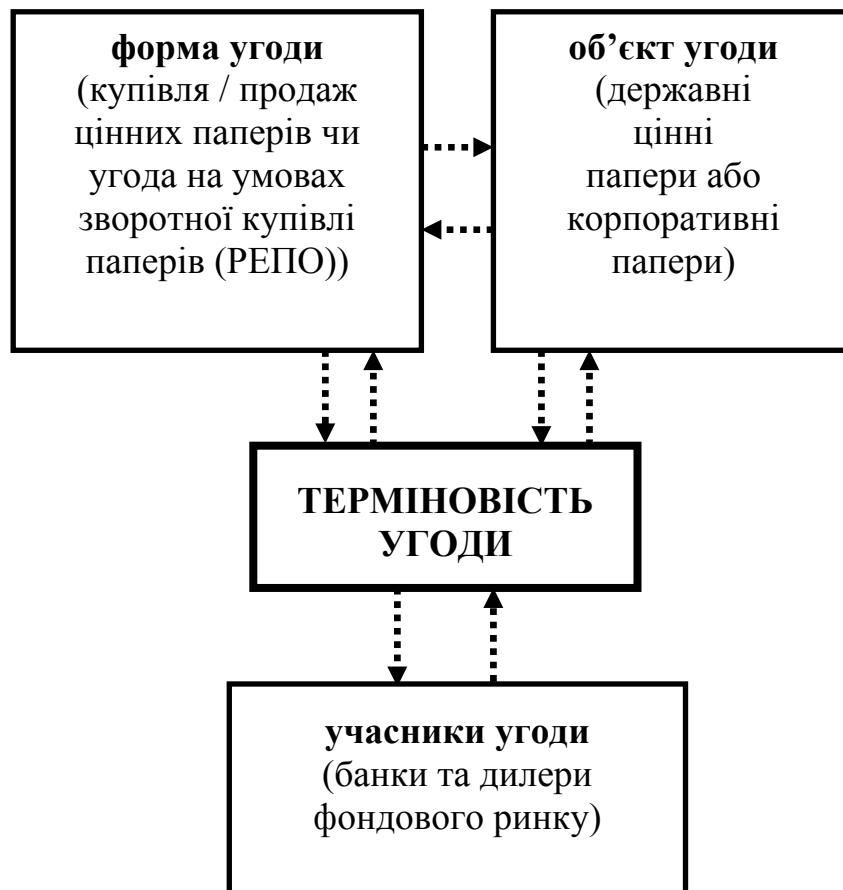 форма угоди
(купівля / продаж
цінних паперів чи
угода на умовах
зворотної купівлі
паперів (РЕПО))
об’єкт угоди
(державні
цінні
папери або
корпоративні
папери)
ТЕРМІНОВІСТЬ
УГОДИ
учасники угоди
(банки та дилери
фондового ринку)